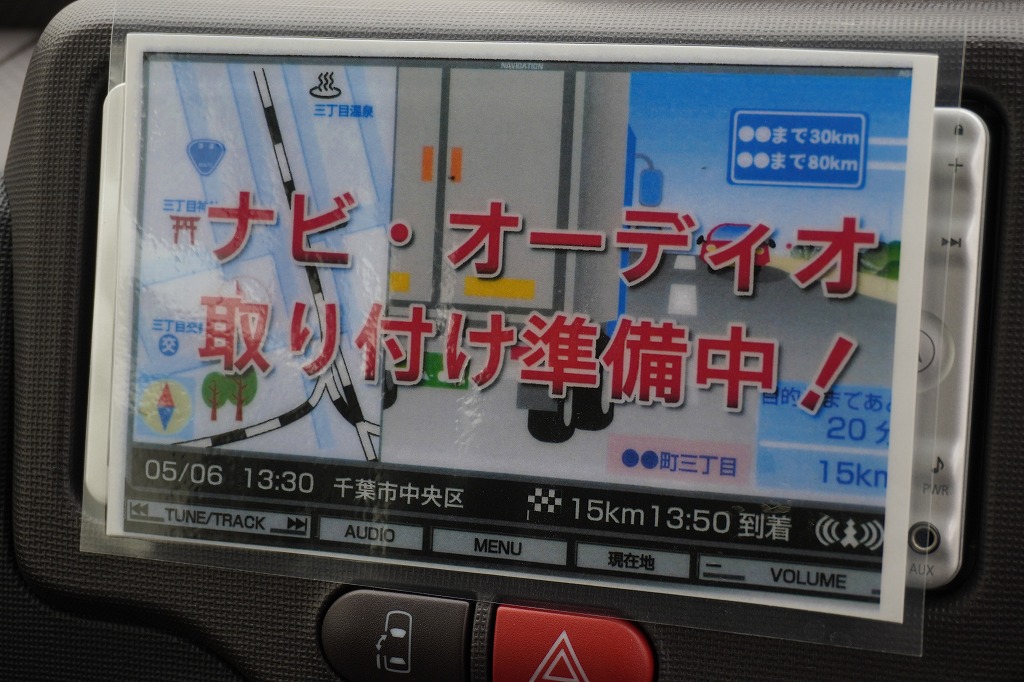 NAVIGATION
三丁目温泉
●●まで30km
●●まで80km
ナビ・オーディオ
取り付け準備中！
20
15km
●●町三丁目
05/06 13:30 千葉市中央区
15km 13:50 到着
TUNE/TRACK
AUDIO
MENU
現在地
VOLUME
PWR
AUX